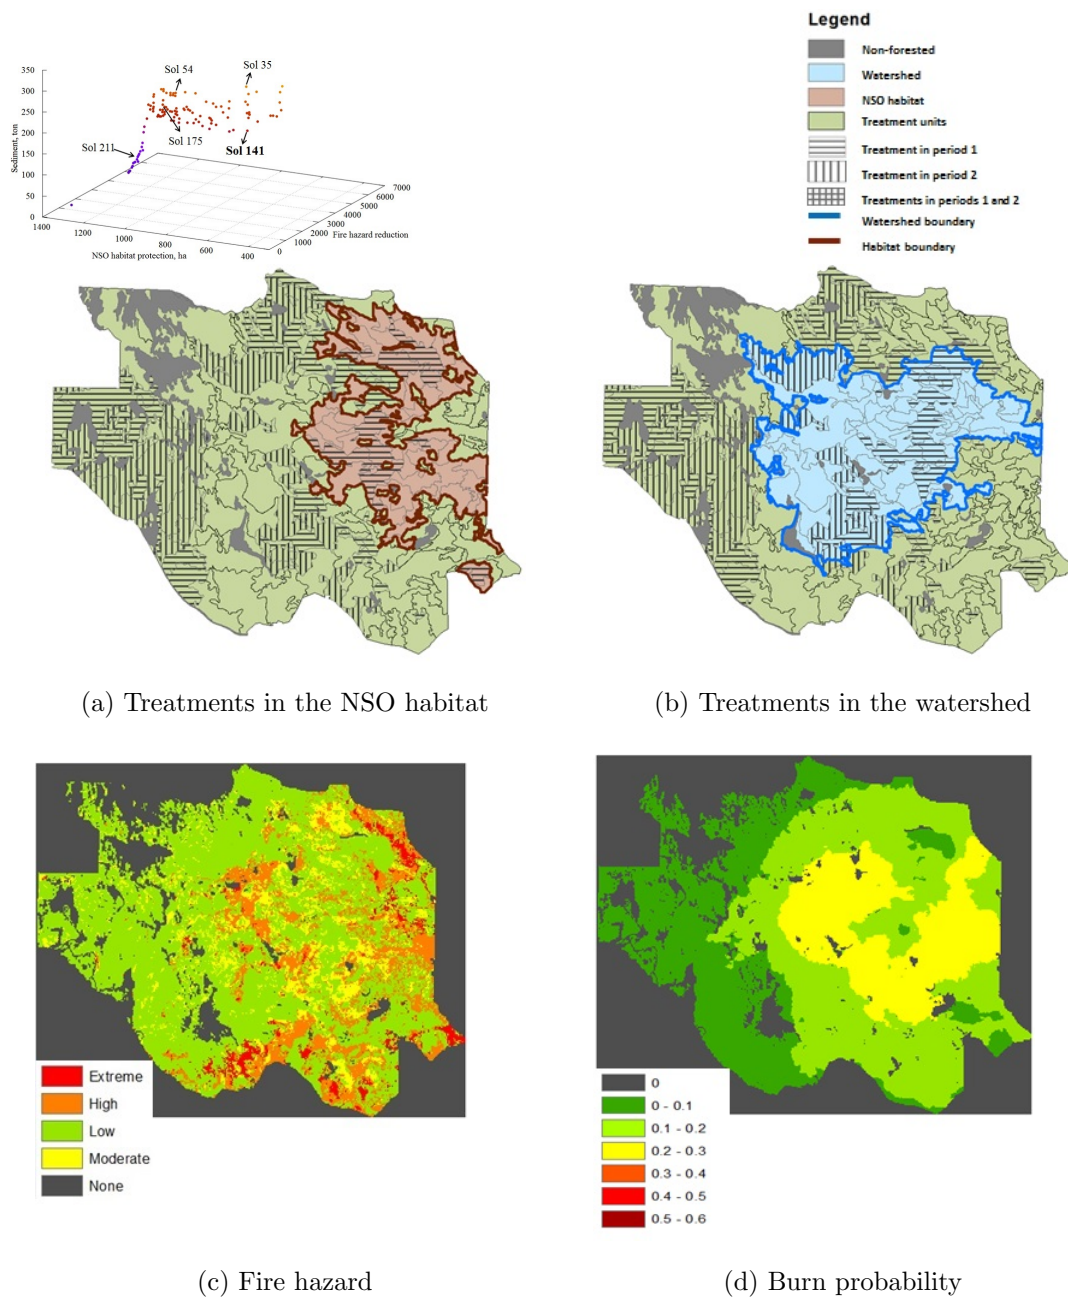 Legend
Non-forested
Watershed
NSO habitat
Treatment units
Treatment in period 1
Treatment in period 2
Treatments in periods 1 and 2
Watershed boundary
Habitat boundary
350
300
250
200
150
100
50
0
Sediment, ton
Sol 54
Sol 35
Sol 211
Sol 175
Sol 141
1400
1200
1000
800
600
400
NSO habitat protection, ha
0
1000
2000
3000
4000
5000
6000
7000
Fire hazard reduction
(a) Treatments in the NSO habitat
(b) Treatments in the watershed
Extreme
High
Low
Moderate
None
0
0 - 0.1
0.1 - 0.2
0.2 - 0.3
0.3 - 0.4
0.4 - 0.5
0.5 - 0.6
(c) Fire hazard
(d) Burn probability